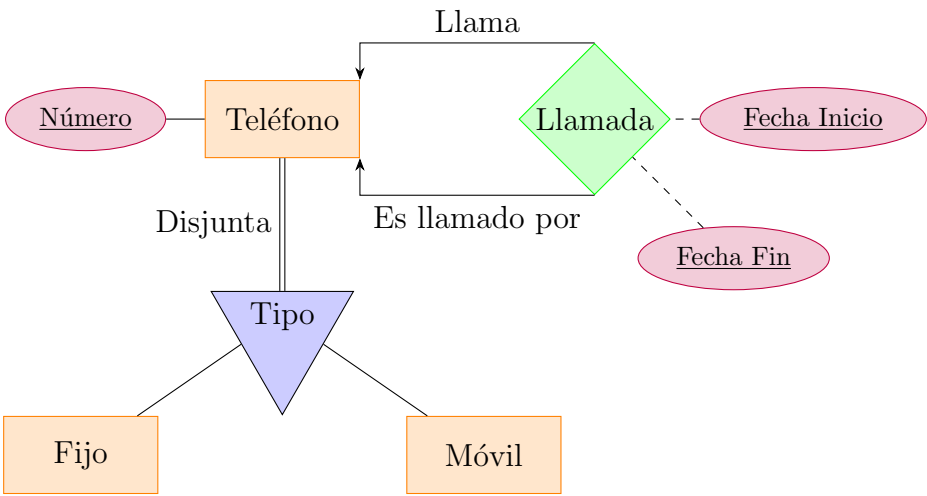 Llama
Número
Teléfono
Llamada
Fecha Inicio
Disjunta
Es llamado por
Fecha Fin
Tipo
Fijo
Móvil